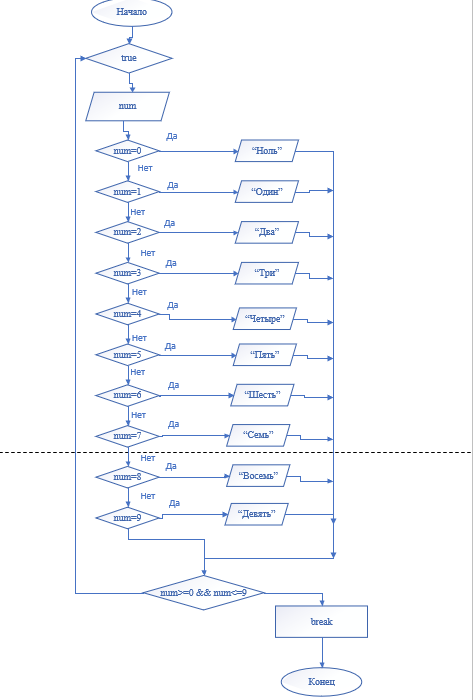 Начало
true
num
num=0
Да
“Ноль”
Нет
num=1
Да
“Один”
Нет
num=2
Да
“Два”
Нет
num=3
Да
“Три”
Нет
num=4
Да
“Четыре”
Нет
num=5
Да
“Пять”
Нет
num=6
Да
“Шесть”
Нет
num=7
Да
“Семь”
Нет
num=8
Да
“Восемь”
Нет
num=9
Да
“Девять”
num>=0 && num<=9
break
Конец